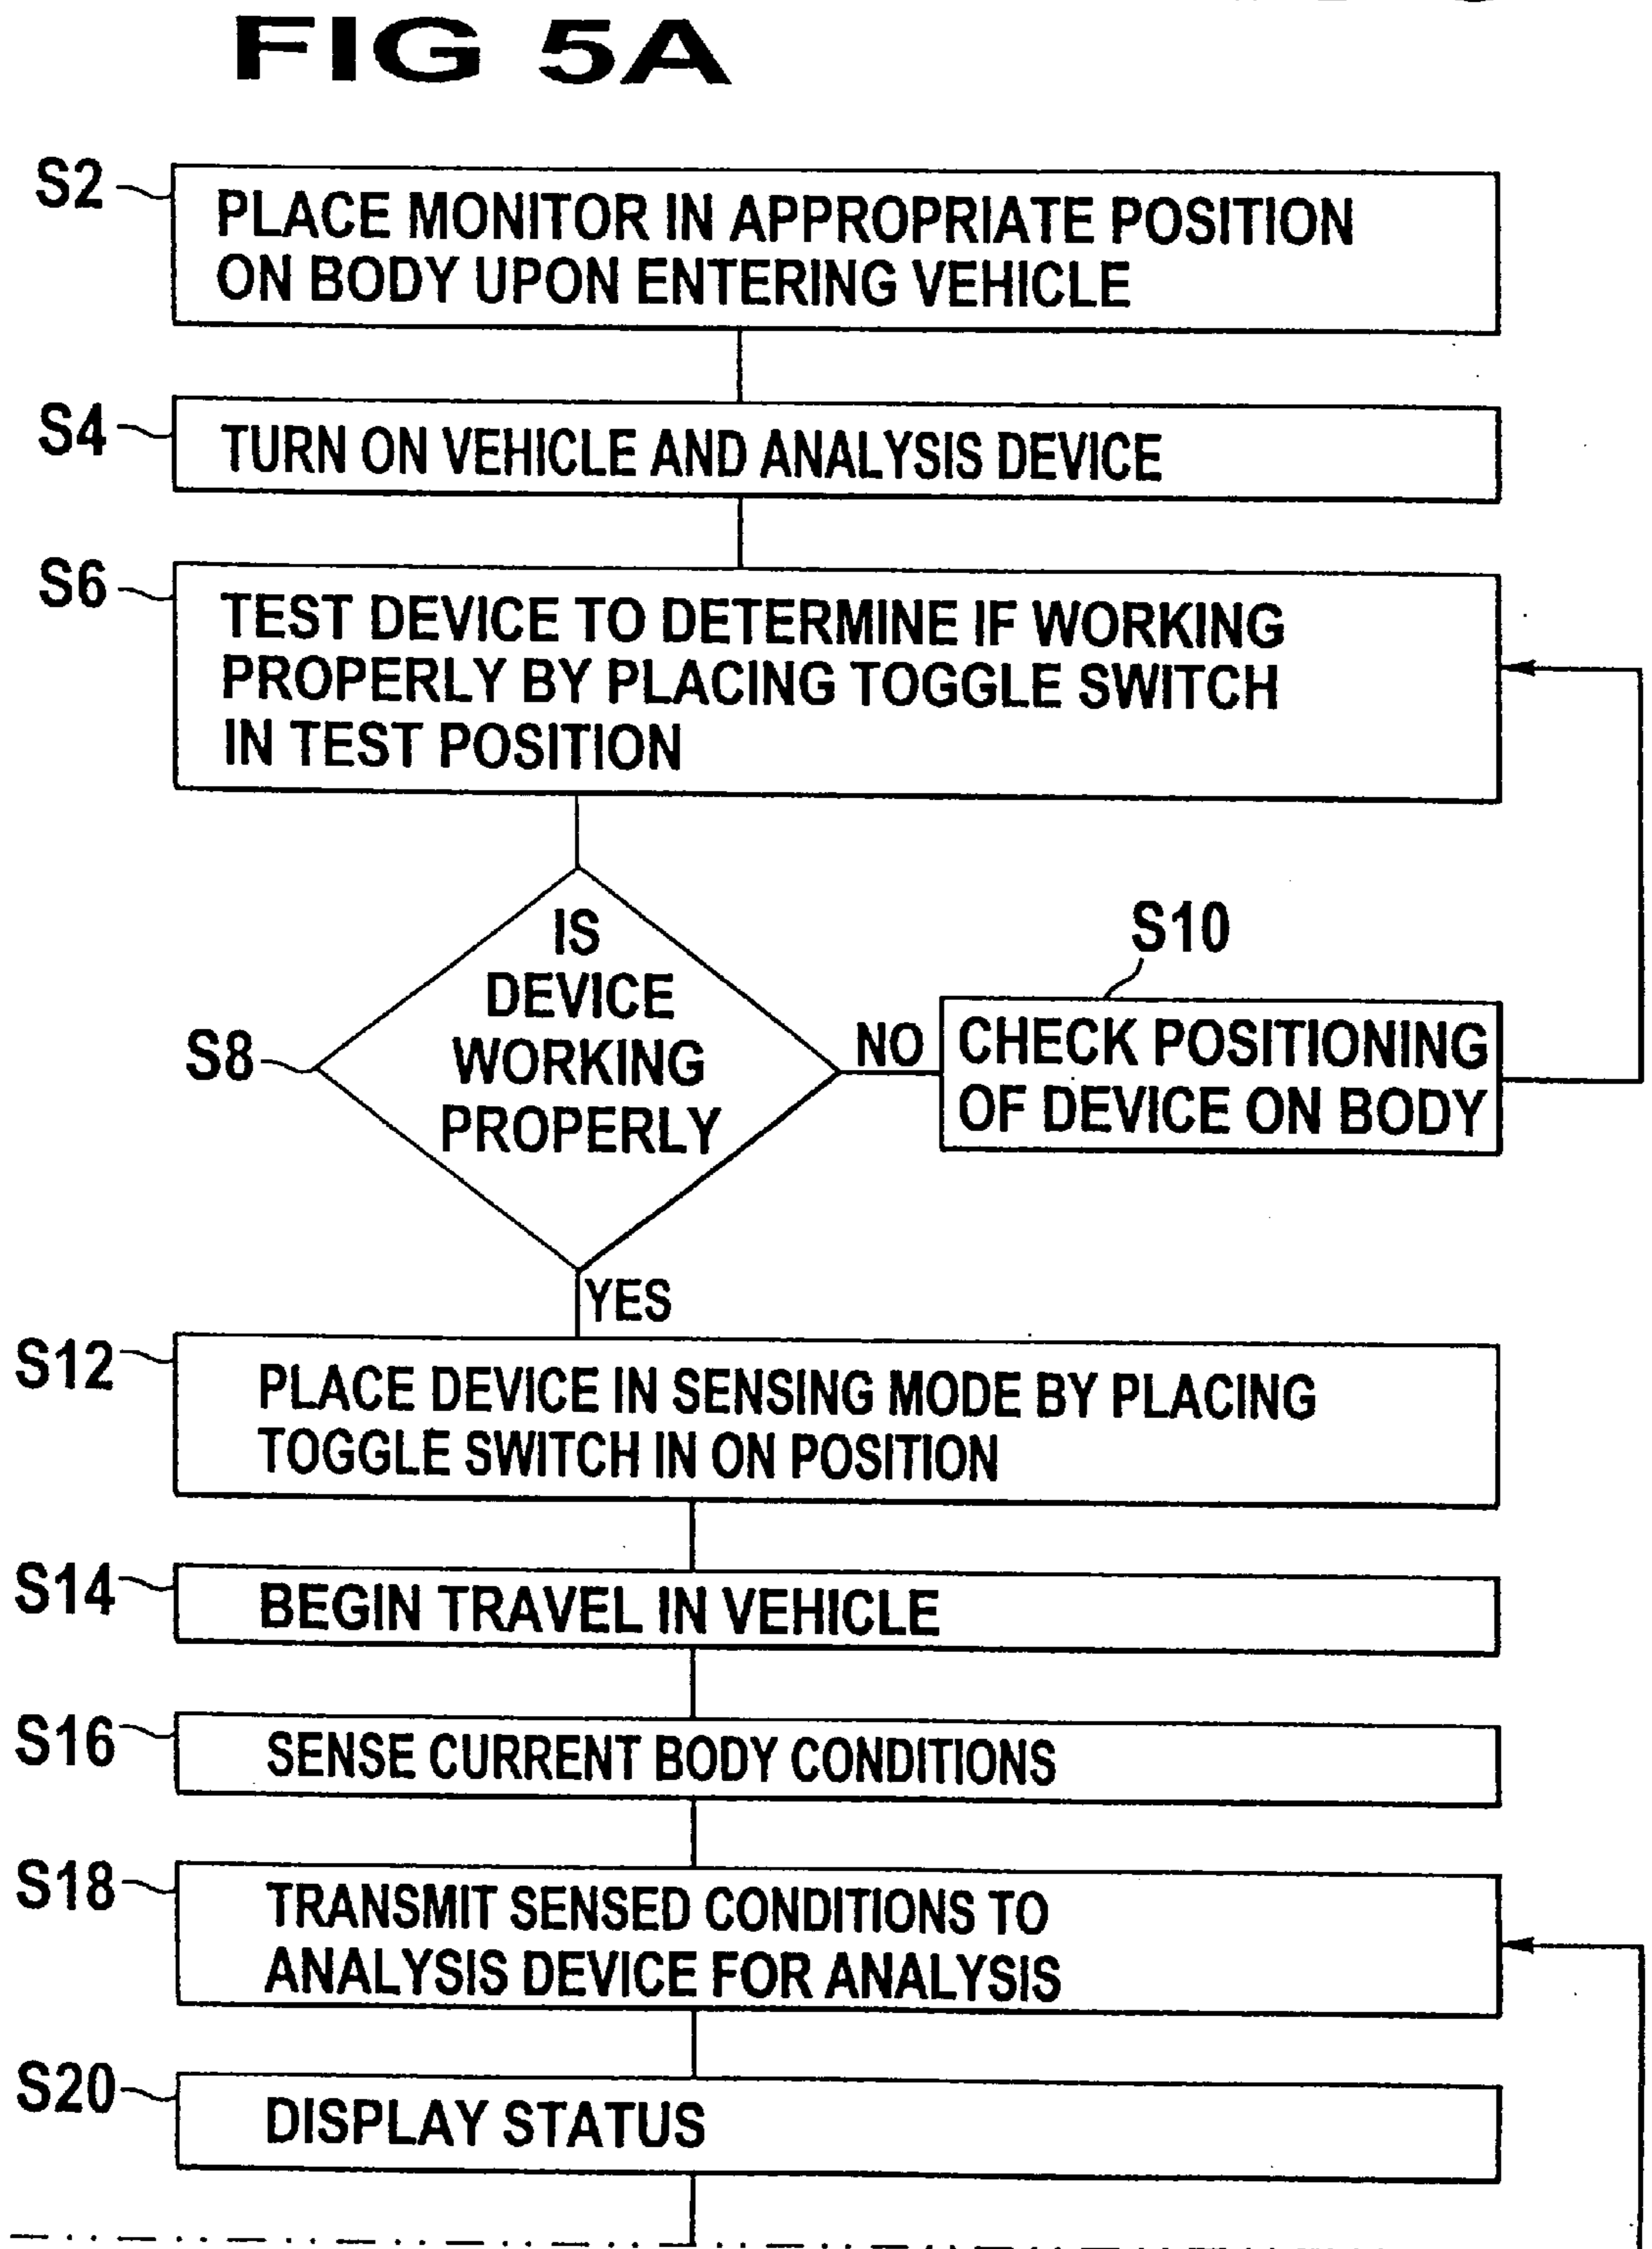 FIG 5A
S2
PLACE MONITOR IN APPROPRIATE POSITION
ON BODY UPON ENTERING VEHICLE
S4
TURN ON VEHICLE AND ANALYSIS DEVICE
S6
TEST DEVICE TO DETERMINE IF WORKING
PROPERLY BY PLACING TOGGLE SWITCH
IN TEST POSITION
S8
IS
DEVICE
WORKING
PROPERLY
NO
S10
CHECK POSITIONING
OF DEVICE ON BODY
YES
S12
PLACE DEVICE IN SENSING MODE BY PLACING
TOGGLE SWITCH IN ON POSITION
S14
BEGIN TRAVEL IN VEHICLE
S16
SENSE CURRENT BODY CONDITIONS
S18
TRANSMIT SENSED CONDITIONS TO
ANALYSIS DEVICE FOR ANALYSIS
S20
DISPLAY STATUS